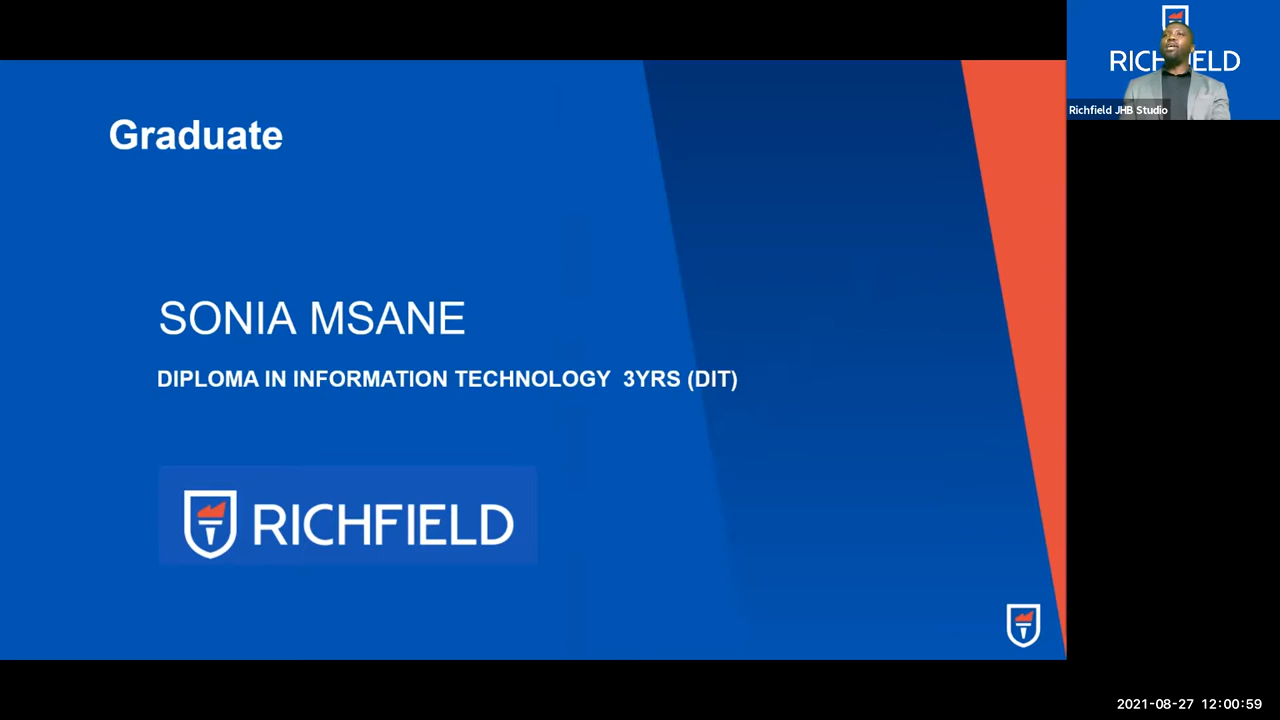 Graduate
SONIA MSANE
DIPLOMA IN INFORMATION TECHNOLOGY 3YRS (DIT)
RICHFIELD
RICHFIELD
Richfield JHB Studio
2021-08-27 12:00:59